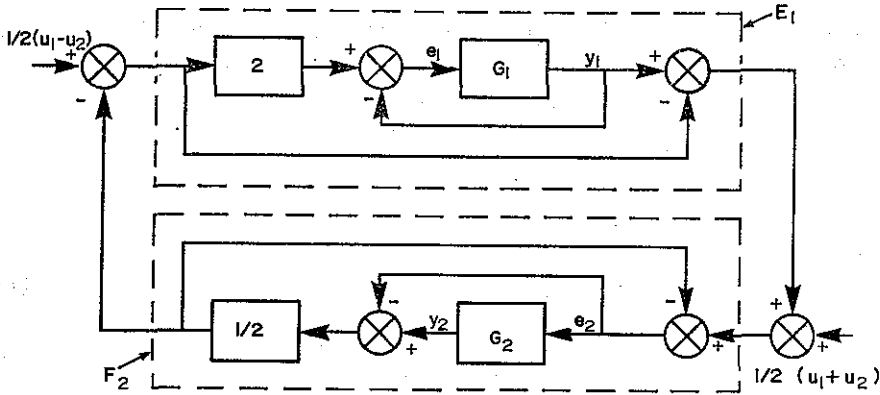 E1
1/2(u1-u2)
+
-
2
+
-
e1
G1
y1
+
-
-
-
+
1/2
y2
+
G2
e2
+
+
+
F2
1/2 (u1+u2)